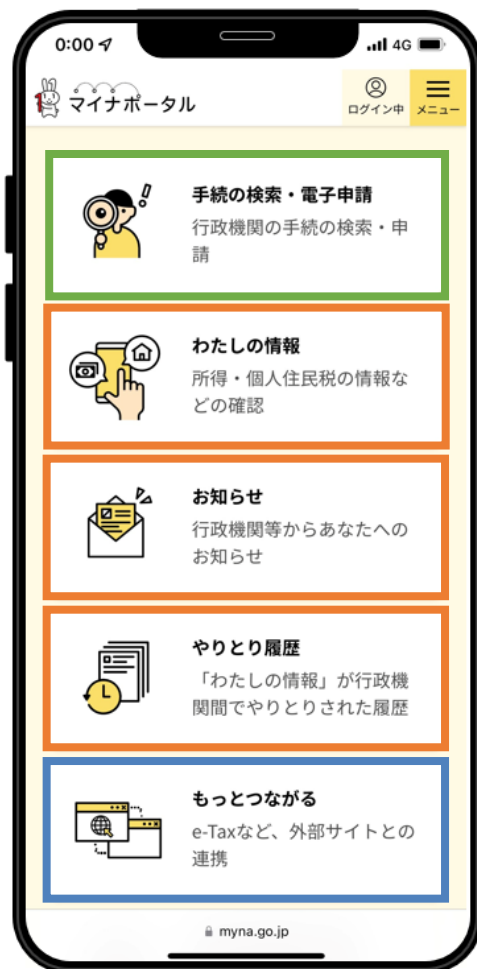 0:00 4G
マイナポータル
ログイン中 メニュー
手続の検索・電子申請
行政機関の手続の検索・申
請
わたしの情報
所得・個人住民税の情報な
どの確認
お知らせ
行政機関等からあなたへの
お知らせ
やりとり履歴
「わたしの情報」が行政機
関間でやりとりされた履歴
もっとつながる
e-Taxなど、外部サイトとの
連携
myna.go.jp